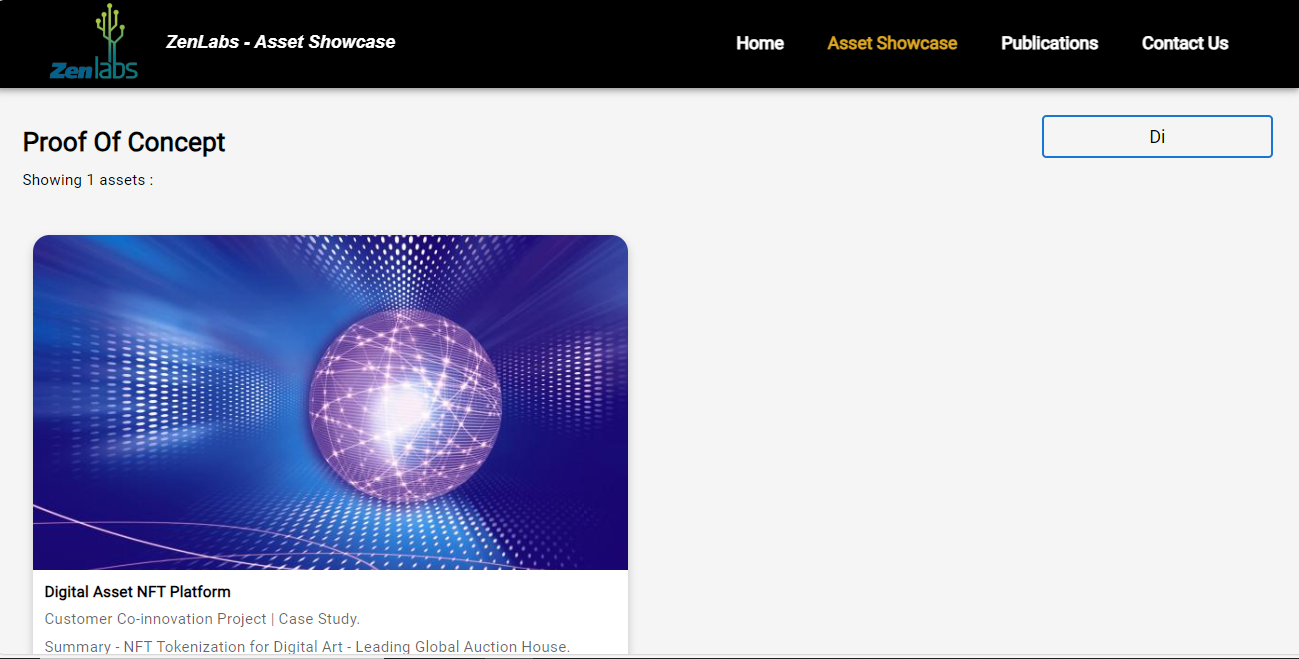 Zenlabs
ZenLabs - Asset Showcase
Home
Asset Showcase
Publications
Contact Us
Proof Of Concept
Di
Showing 1 assets :
Digital Asset NFT Platform
Customer Co-innovation Project | Case Study.
Summary - NFT Tokenization for Digital Art - Leading Global Auction House.